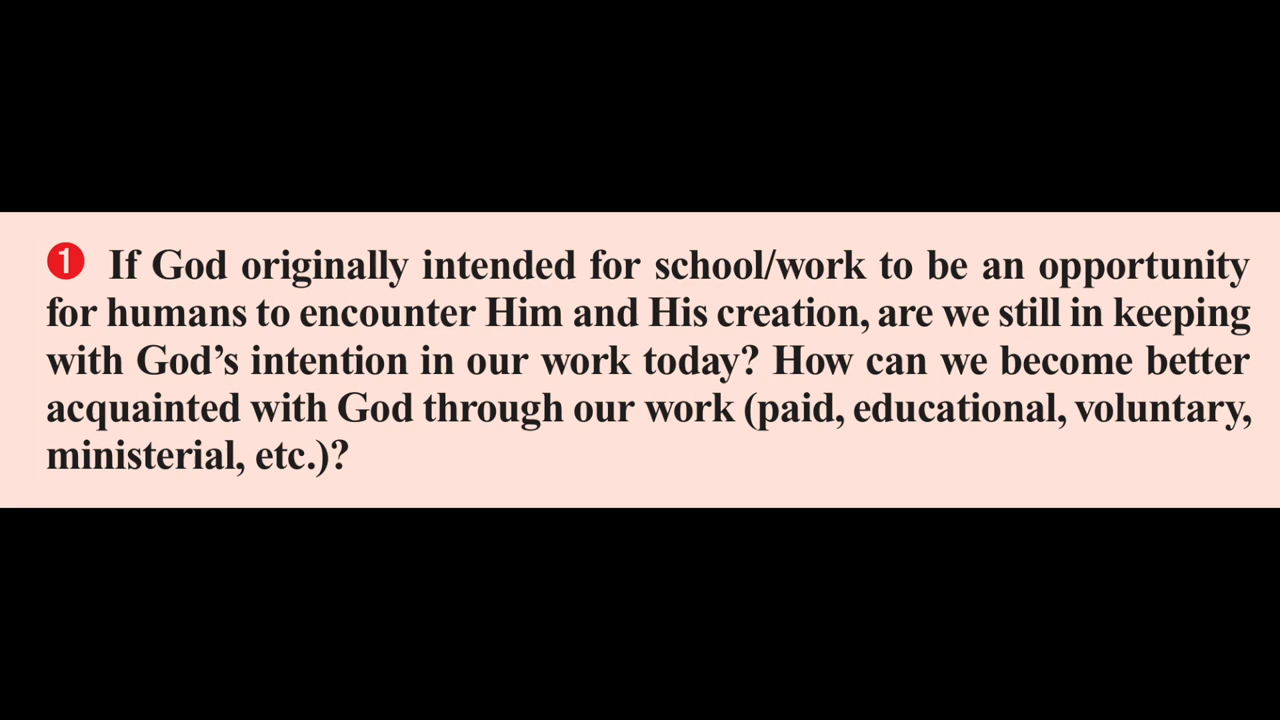 ❶ If God originally intended for school/work to be an opportunity
for humans to encounter Him and His creation, are we still in keeping
with God’s intention in our work today? How can we become better
acquainted with God through our work (paid, educational, voluntary,
ministerial, etc.)?